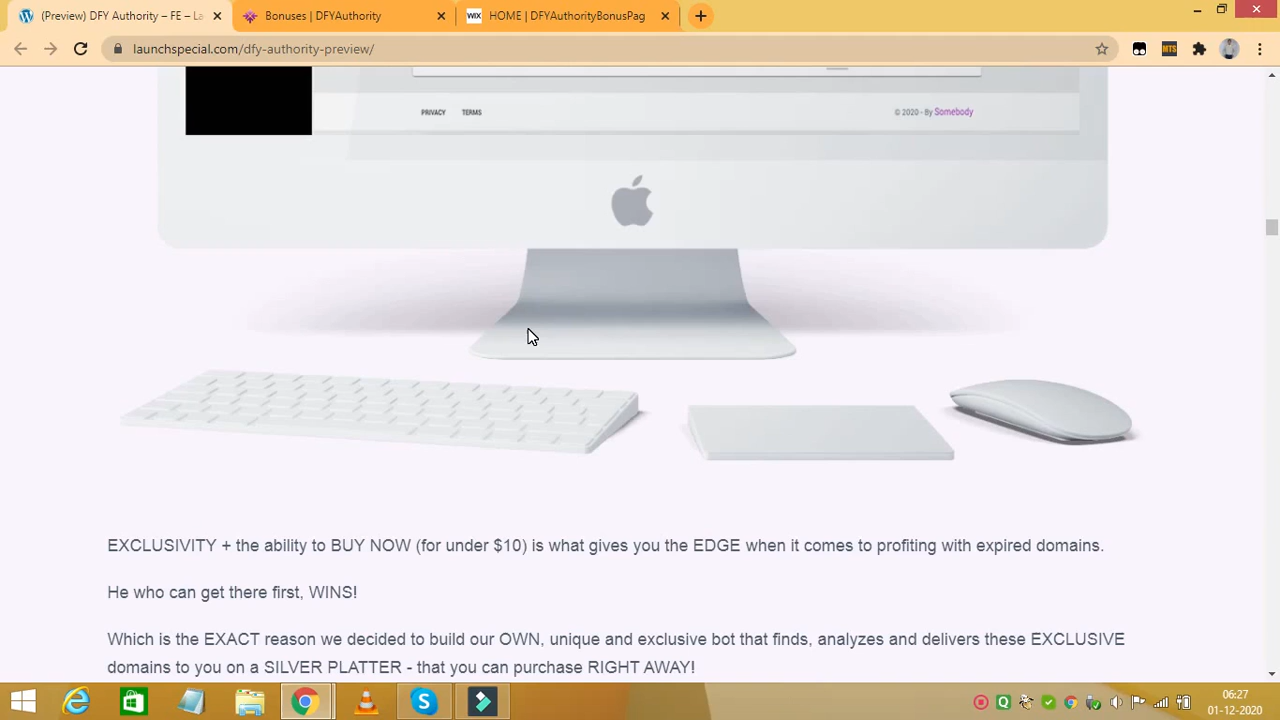 (Preview) DFY Authority – FE – La
Bonuses | DFYAuthority
WIX
HOME | DFYAuthorityBonusPag
launchspecial.com/dfy-authority-preview/
MTS
PRIVACY TERMS
© 2020 - By Somebody
EXCLUSIVITY + the ability to BUY NOW (for under $10) is what gives you the EDGE when it comes to profiting with expired domains.
He who can get there first, WINS!
Which is the EXACT reason we decided to build our OWN, unique and exclusive bot that finds, analyzes and delivers these EXCLUSIVE
domains to you on a SILVER PLATTER - that you can purchase RIGHT AWAY!
06:27
01-12-2020